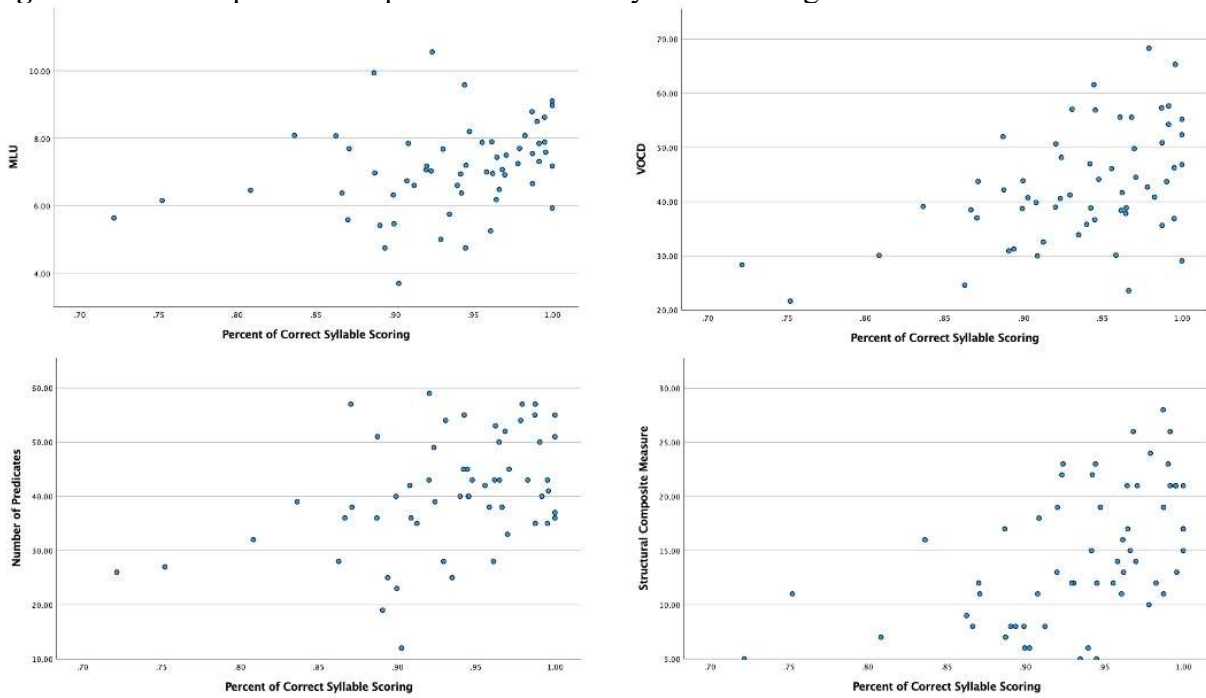 10.00
8.00
6.00
4.00
MLU
.70 .75 .80 .85 .90 .95 1.00
Percent of Correct Syllable Scoring
70.00
60.00
50.00
40.00
30.00
20.00
VOCD
.70 .75 .80 .85 .90 .95 1.00
Percent of Correct Syllable Scoring
50.00
50.00
40.00
30.00
20.00
10.00
Number of Predicates
.70 .75 .80 .85 .90 .95 1.00
Percent of Correct Syllable Scoring
30.00
25.00
20.00
15.00
10.00
5.00
Structural Composite Measure
.70 .75 .80 .85 .90 .95 1.00
Percent of Correct Syllable Scoring